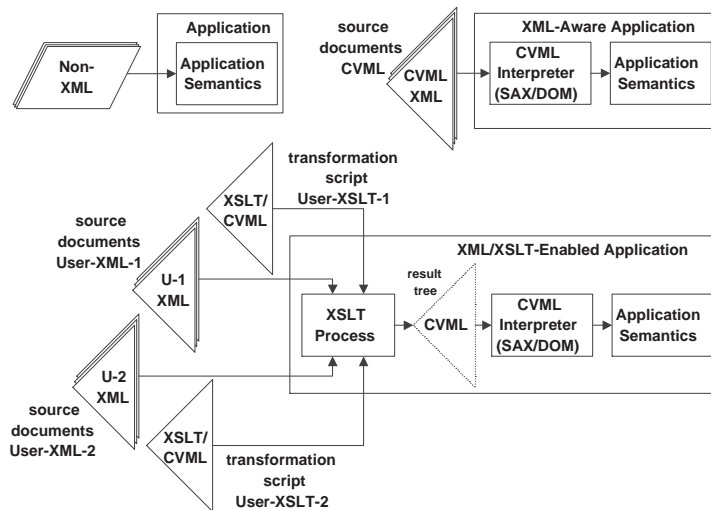 Application
Non-
XML
Application
Semantics
source
documents
CVML
CVML
XML
XML-Aware Application
CVML
Interpreter
(SAX/DOM)
Application
Semantics
XSLT/
CVML
transformation
script
User-XSLT-1
source
documents
User-XML-1
U-1
XML
XML/XSLT-Enabled Application
result
tree
XSLT
Process
CVML
CVML
Interpreter
(SAX/DOM)
Application
Semantics
U-2
XML
source
documents
User-XML-2
XSLT/
CVML
transformation
script
User-XSLT-2